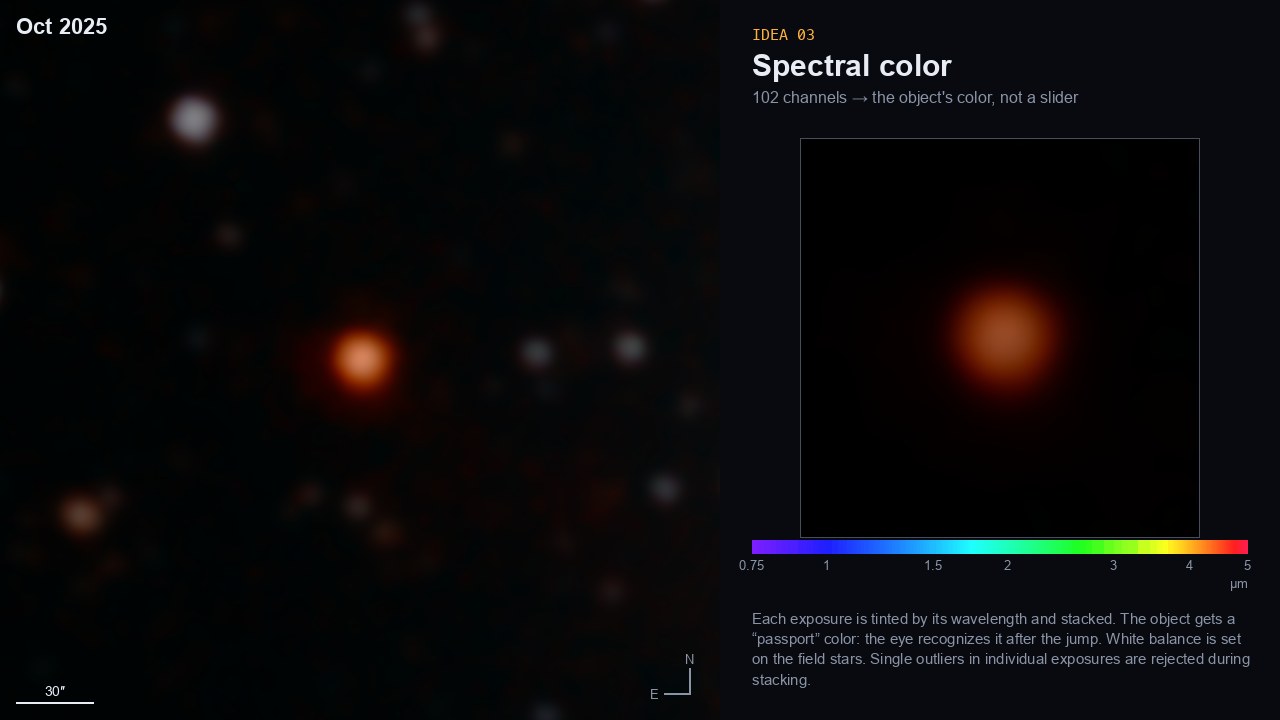 Oct 2025
30″
N
E
IDEA 03
Spectral color
102 channels → the object's color, not a slider
0.75 1 1.5 2 3 4 5
µm
Each exposure is tinted by its wavelength and stacked. The object gets a
“passport” color: the eye recognizes it after the jump. White balance is set
on the field stars. Single outliers in individual exposures are rejected during
stacking.